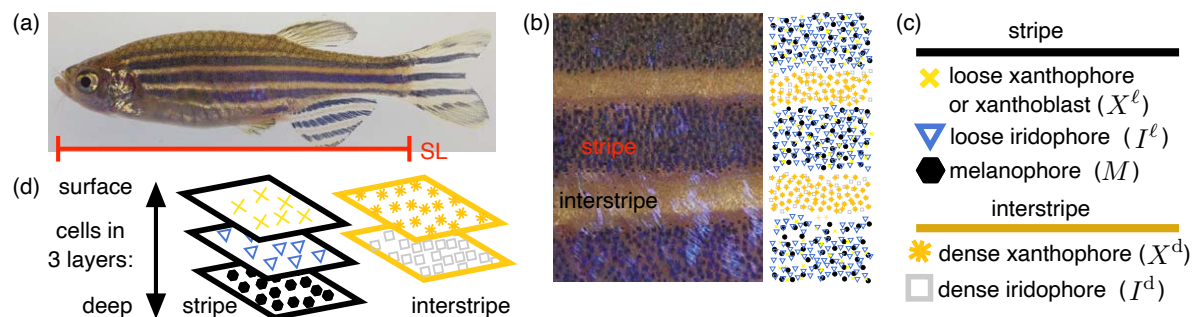 (a)
SL
(d)
surface
cells in
3 layers:
deep
stripe
interstripe
(b)
stripe
interstripe
(c)
stripe
loose xanthophore
or xanthoblast (Xˡ)
loose iridophore (Iˡ)
melanophore (M)
interstripe
dense xanthophore (Xᵈ)
dense iridophore (Iᵈ)